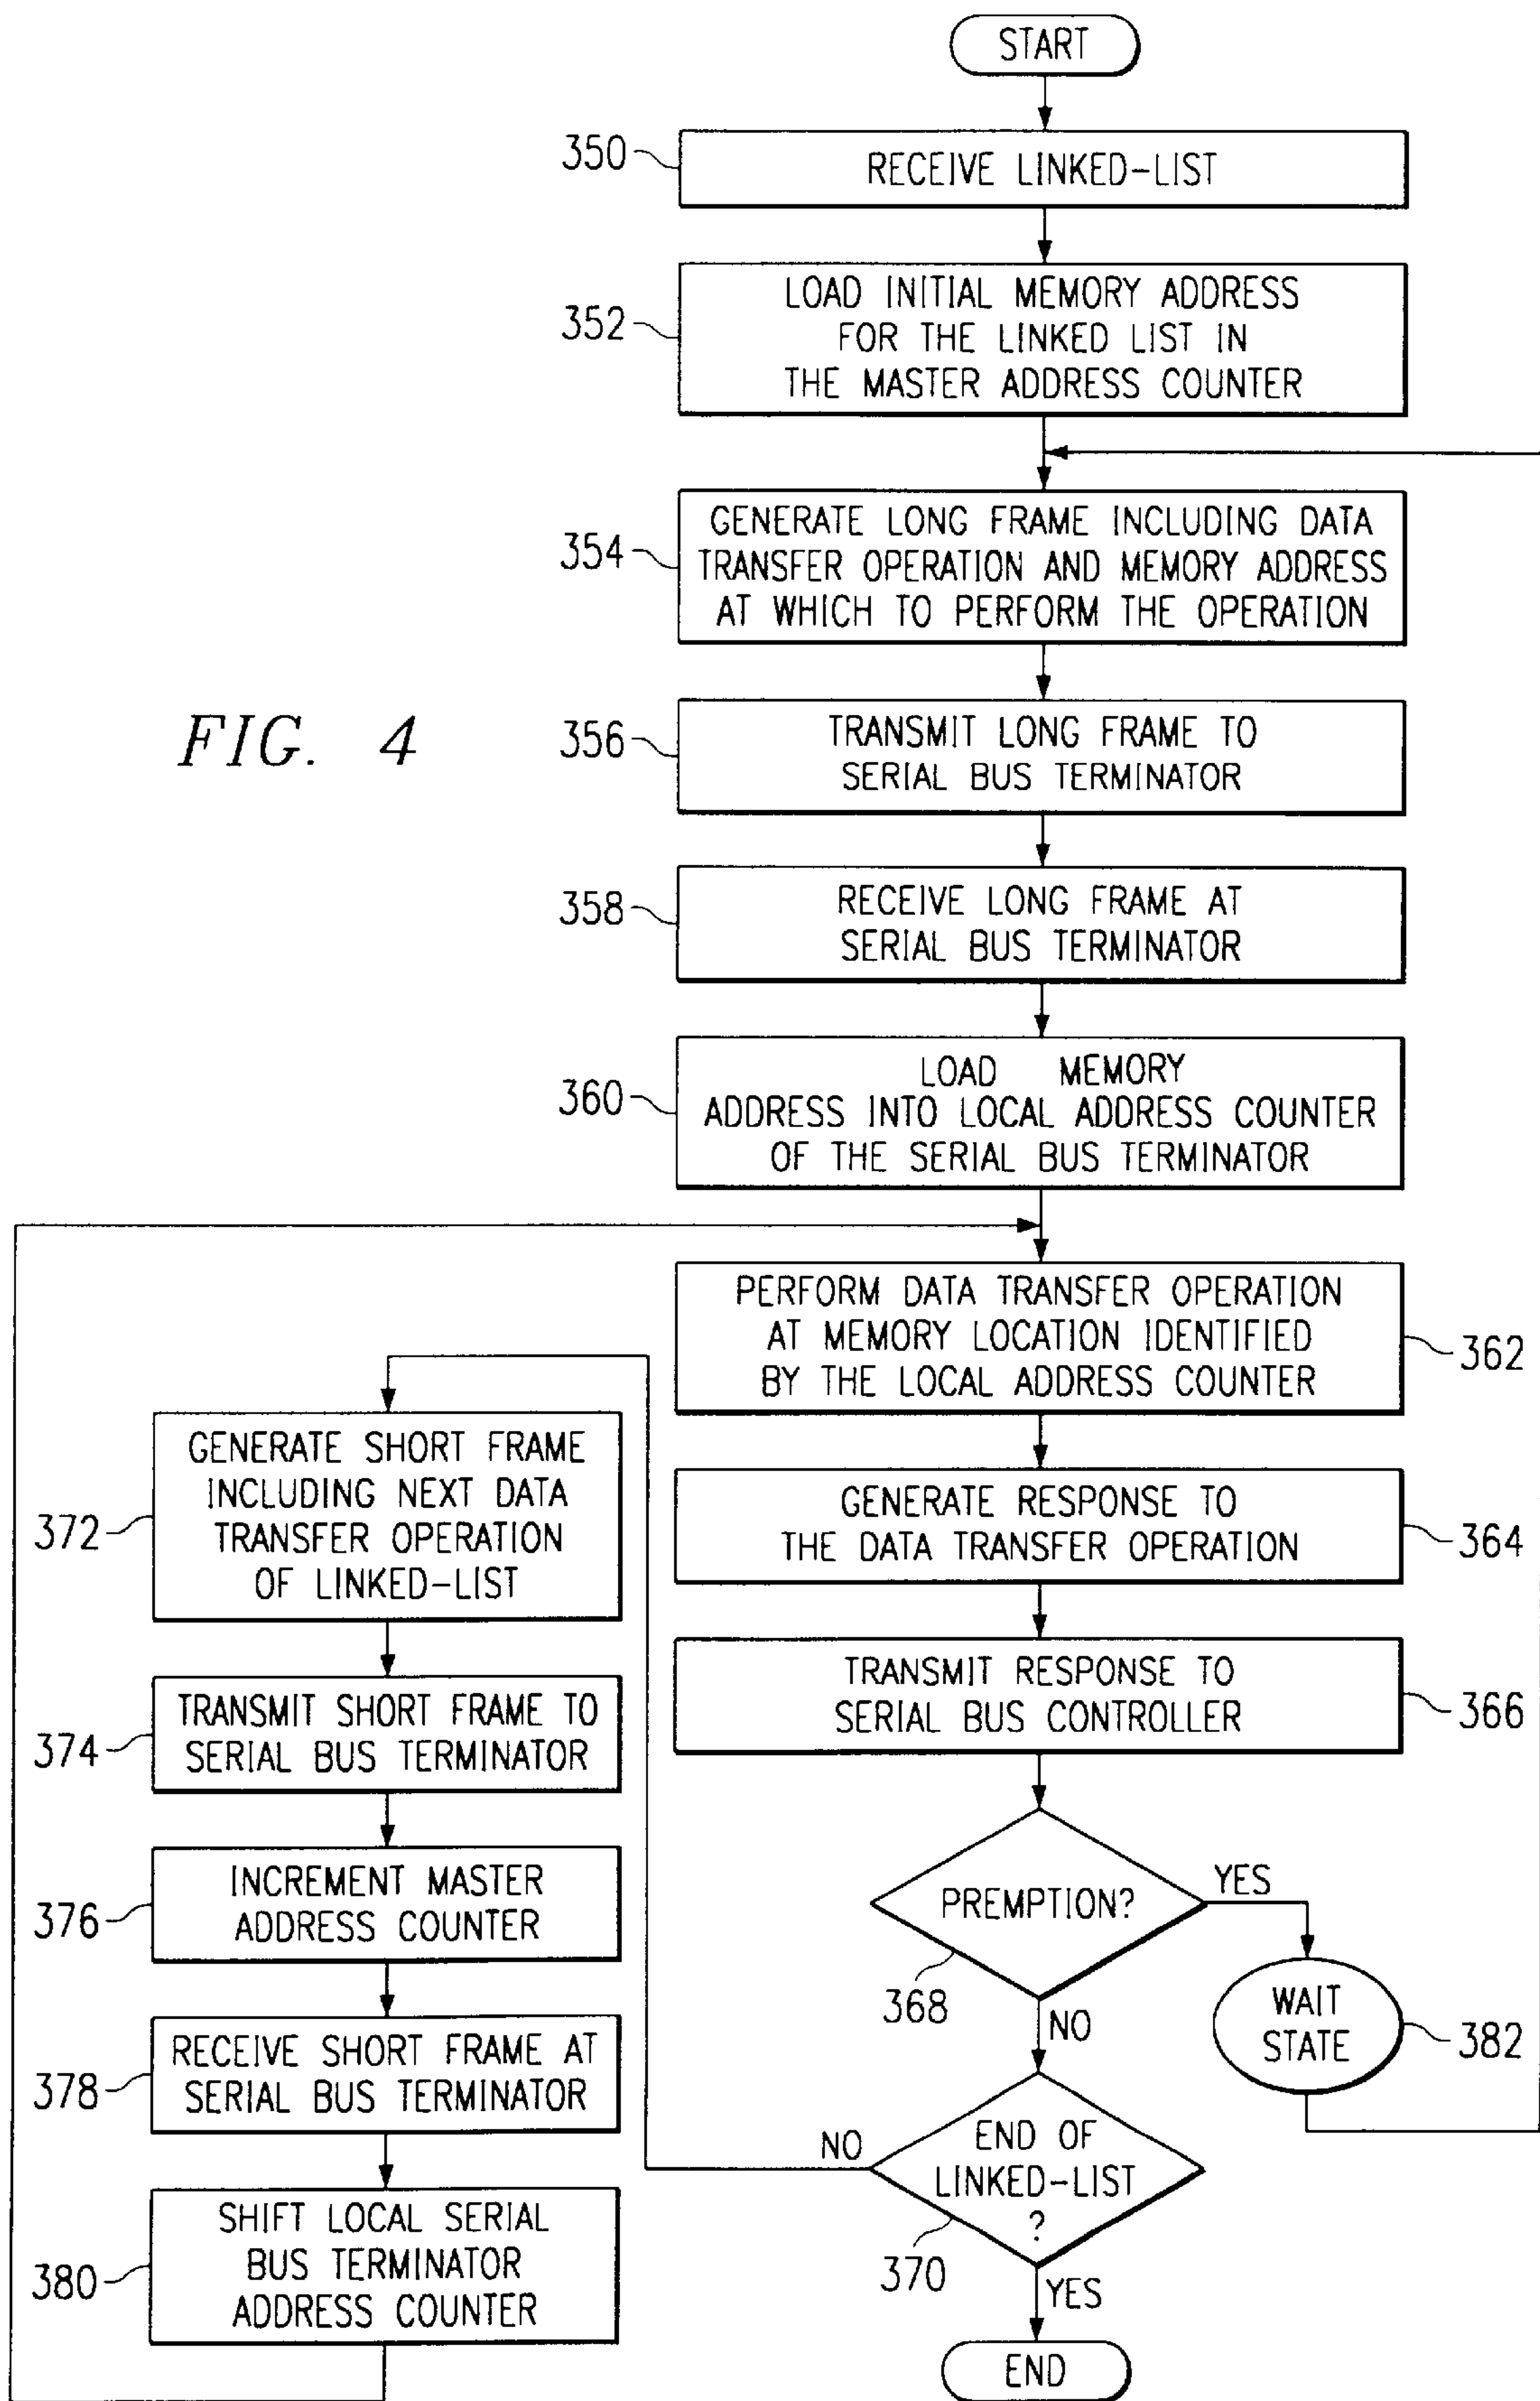 START
350
RECEIVE LINKED-LIST
352
LOAD INITIAL MEMORY ADDRESS
FOR THE LINKED LIST IN
THE MASTER ADDRESS COUNTER
354
GENERATE LONG FRAME INCLUDING DATA
TRANSFER OPERATION AND MEMORY ADDRESS
AT WHICH TO PERFORM THE OPERATION
FIG. 4
356
TRANSMIT LONG FRAME TO
SERIAL BUS TERMINATOR
358
RECEIVE LONG FRAME AT
SERIAL BUS TERMINATOR
360
LOAD MEMORY
ADDRESS INTO LOCAL ADDRESS COUNTER
OF THE SERIAL BUS TERMINATOR
PERFORM DATA TRANSFER OPERATION
AT MEMORY LOCATION IDENTIFIED
BY THE LOCAL ADDRESS COUNTER
362
GENERATE RESPONSE TO
THE DATA TRANSFER OPERATION
364
TRANSMIT RESPONSE TO
SERIAL BUS CONTROLLER
366
PREMPTION?
368
YES
NO
WAIT
STATE
382
END OF
LINKED-LIST
?
370
NO
YES
END
372
GENERATE SHORT FRAME
INCLUDING NEXT DATA
TRANSFER OPERATION
OF LINKED-LIST
374
TRANSMIT SHORT FRAME TO
SERIAL BUS TERMINATOR
376
INCREMENT MASTER
ADDRESS COUNTER
378
RECEIVE SHORT FRAME AT
SERIAL BUS TERMINATOR
380
SHIFT LOCAL SERIAL
BUS TERMINATOR
ADDRESS COUNTER